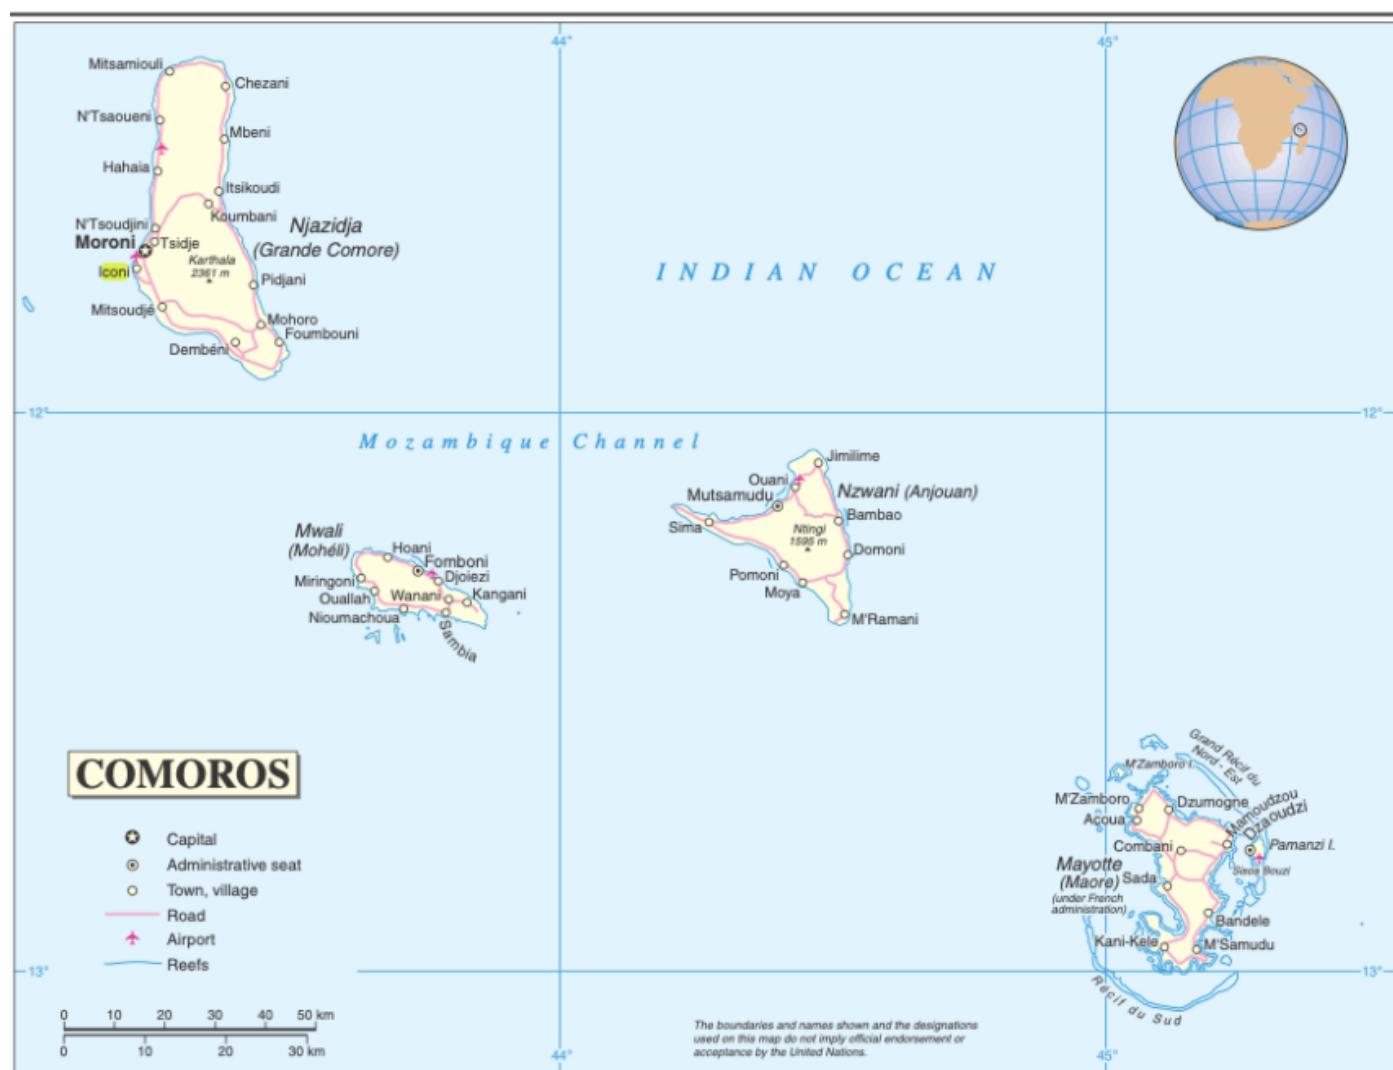 44°
45°
Mitsamiouli
Chezani
N'Tsaoueni
Mbeni
Hahaia
Itsikoudi
Koumbani
N'Tsoudjini
Njazidja
(Grande Comore)
Moroni
Tsidje
Karthala
2361 m
Iconi
Pidjani
Mitsoudjé
Mohoro
Foumbouni
Dembéni
INDIAN OCEAN
12°
12°
Mozambique Channel
Jimilime
Ouani
Mutsamudu
Nzwani (Anjouan)
Sima
Bambao
Ntingi
1595 m
Domoni
Pomoni
Moya
M'Ramani
Mwali
(Mohéli)
Hoani
Fomboni
Djoiezi
Miringoni
Ouallah
Wanani
Kangani
Nioumachoua
Sambia
Grand Récif du
Nord - Est
M'Zamboro I.
M'Zamboro
Dzumogne
Acoua
Mamoudzou
Dzaoudzi
Combani
Pamanzi I.
Mayotte
(Maore)
(under French
administration)
Sada
Bandele
Kani-Kele
M'Samudu
Récif du Sud
COMOROS
Capital
Administrative seat
Town, village
Road
Airport
Reefs
13°
13°
0 10 20 30 40 50 km
0 10 20 30 km
The boundaries and names shown and the designations
used on this map do not imply official endorsement or
acceptance by the United Nations.
44°
45°